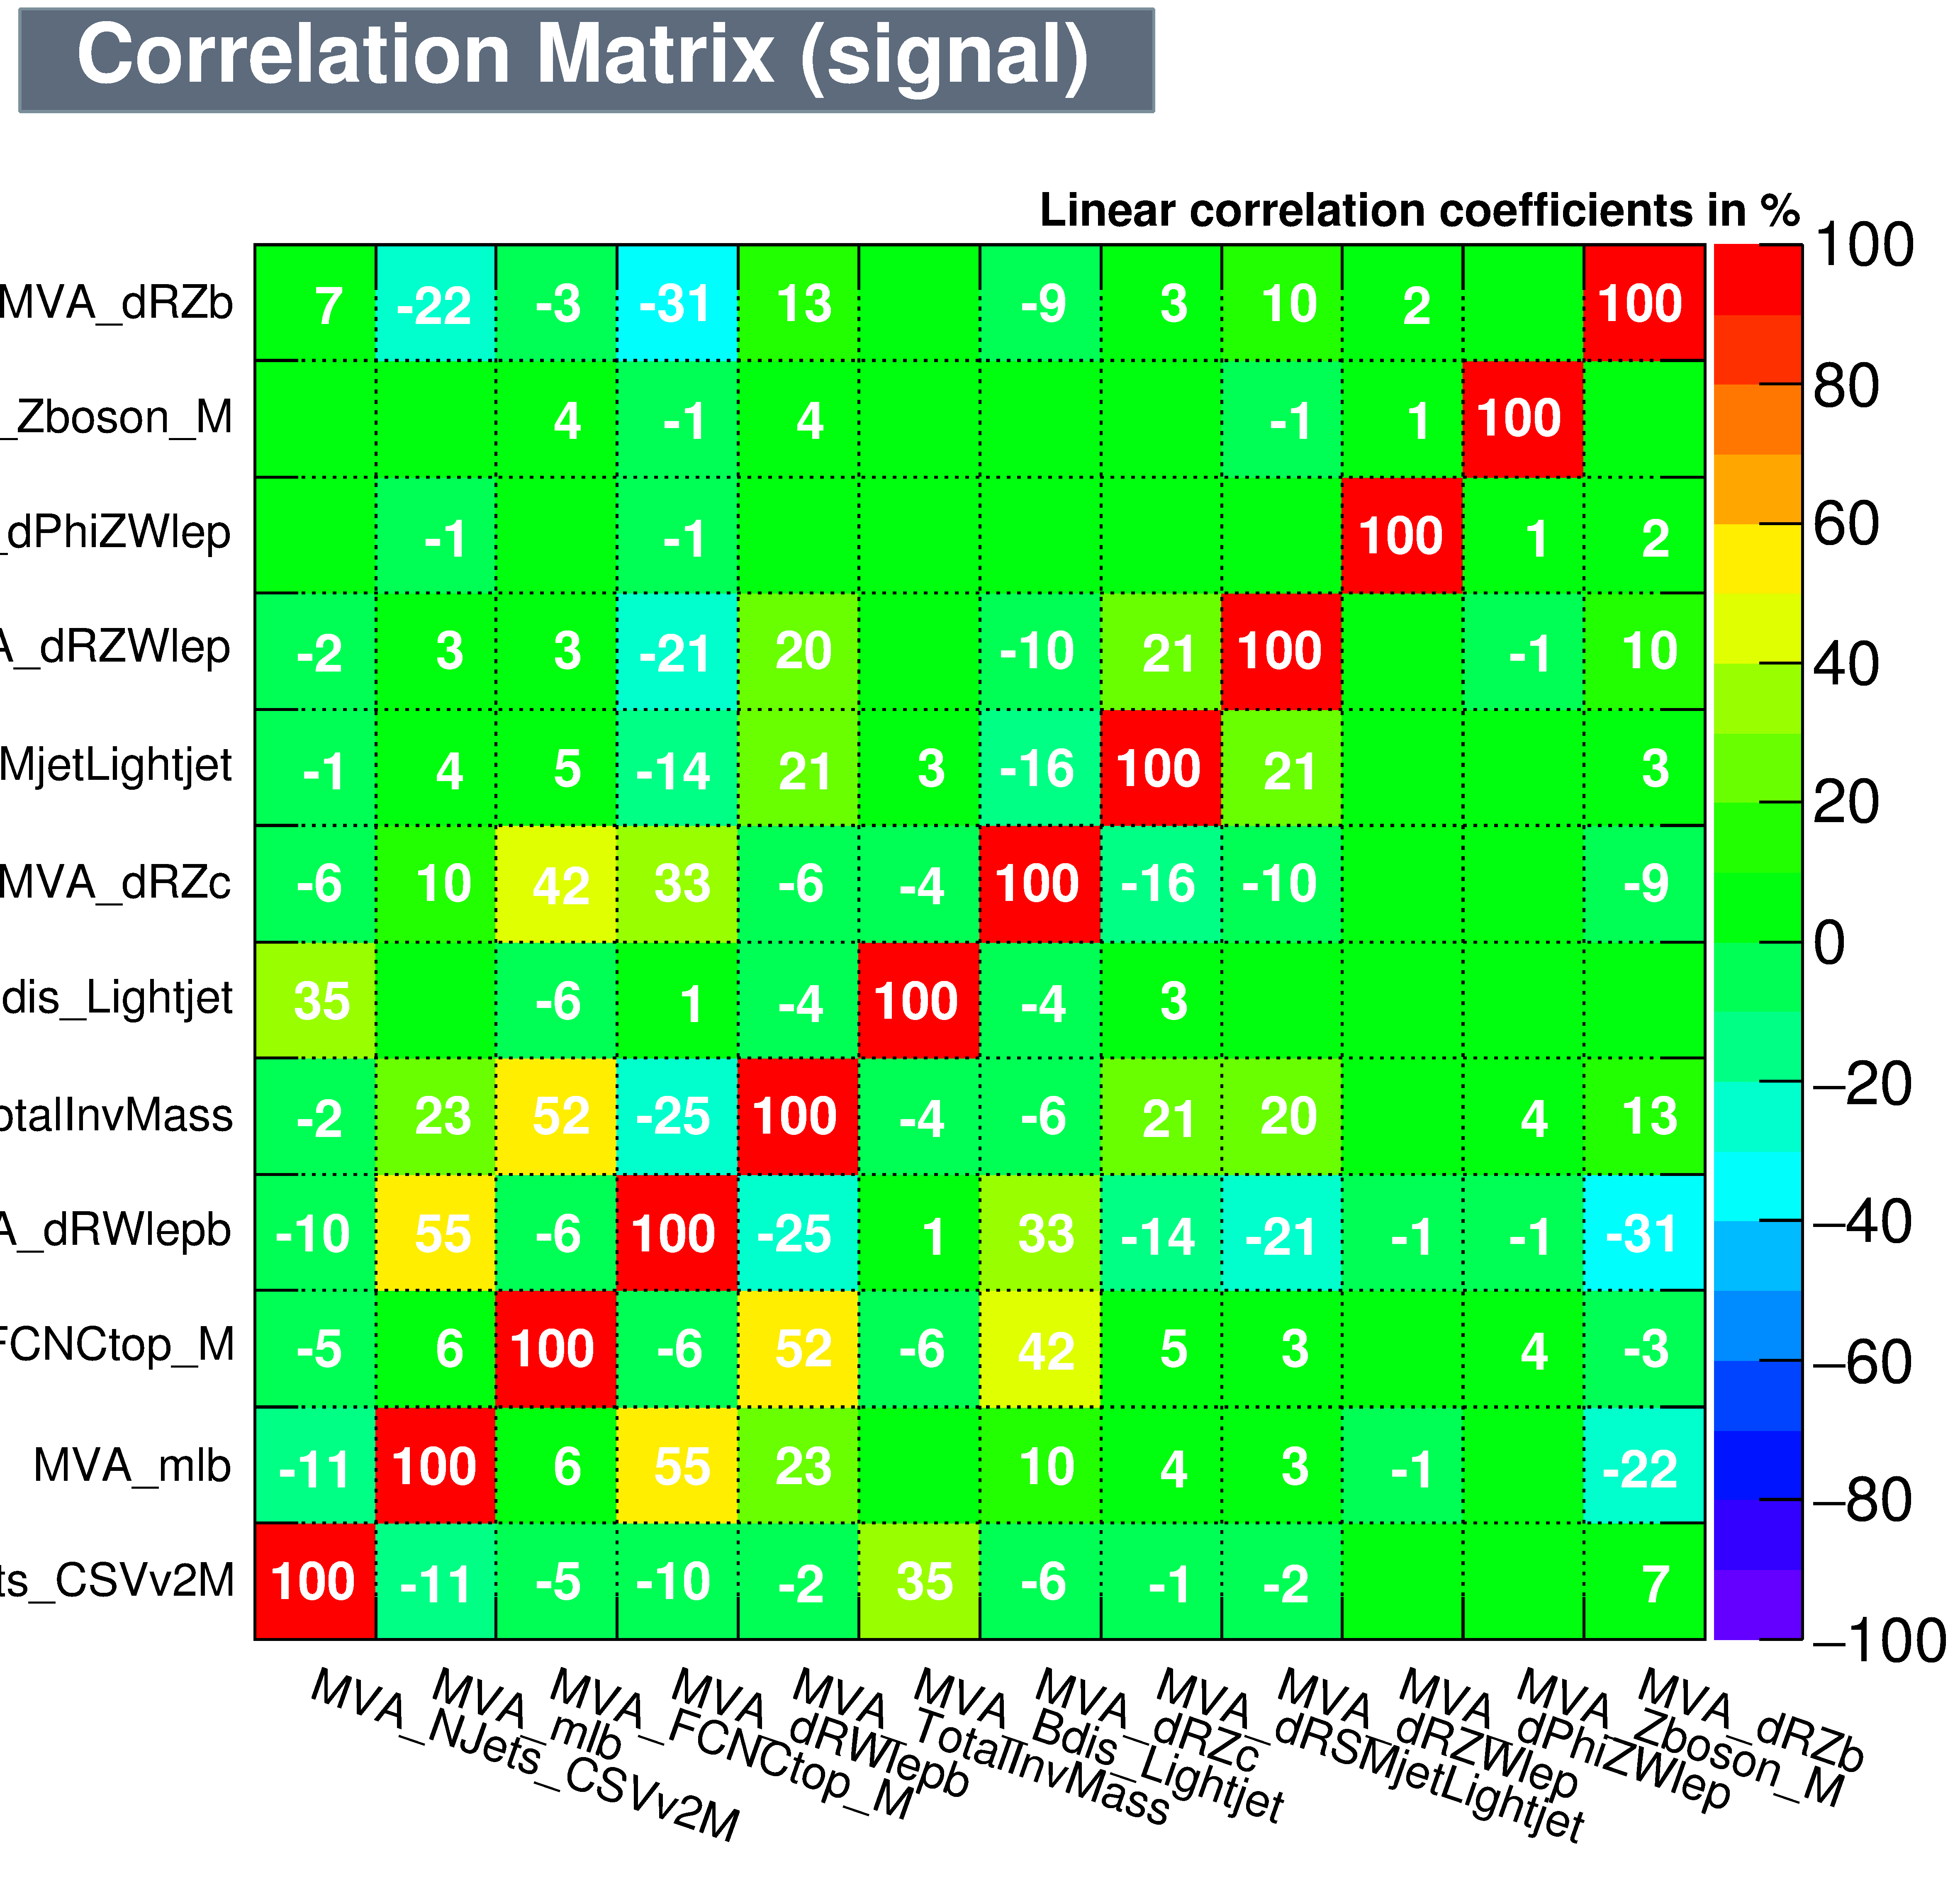 Correlation Matrix (signal)
Linear correlation coefficients in %
100
MVA_dRZb 7 -22 -3 -31 13 -9 3 10 2 100
80
_Zboson_M 4 -1 4 -1 1 100
_dPhiZWlep -1 -1 100 1 2
60
A_dRZWlep -2 3 3 -21 20 -10 21 100 -1 10
40
MjetLightjet -1 4 5 -14 21 3 -16 100 21 3
20
MVA_dRZc -6 10 42 33 -6 -4 100 -16 -10 -9
0
dis_Lightjet 35 -6 1 -4 100 -4 3
−20
otalInvMass -2 23 52 -25 100 -4 -6 21 20 4 13
−40
A_dRWlepb -10 55 -6 100 -25 1 33 -14 -21 -1 -1 -31
−60
FCNCtop_M -5 6 100 -6 52 -6 42 5 3 4 -3
MVA_mlb -11 100 6 55 23 10 4 3 -1 -22
−80
ts_CSVv2M 100 -11 -5 -10 -2 35 -6 -1 -2 7
−100
MVA_NJets_CSVv2M
MVA_mlb
MVA_FCNCtop_M
MVA_dRWlepb
MVA_TotalInvMass
MVA_Bdis_Lightjet
MVA_dRZc
MVA_dRSMjetLightjet
MVA_dRZWlep
MVA_dPhiZWlep
MVA_Zboson_M
MVA_dRZb